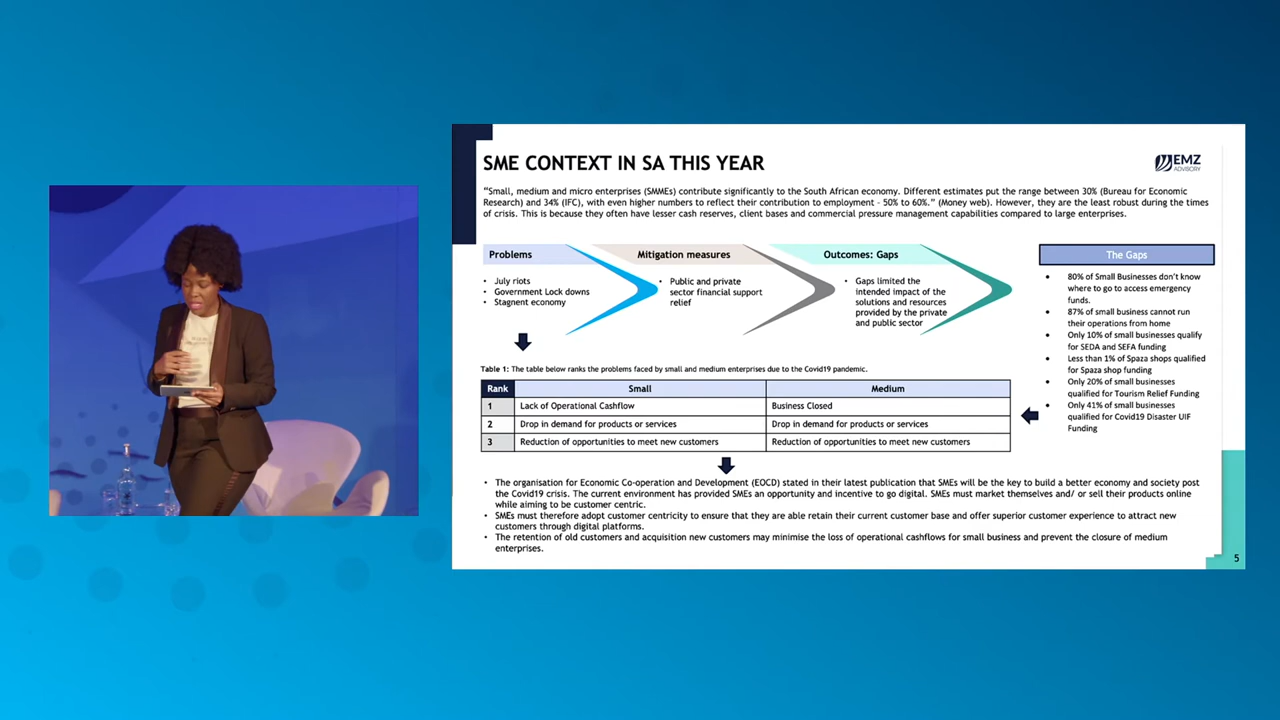 SME CONTEXT IN SA THIS YEAR
EMZ
ADVISORY
“Small, medium and micro enterprises (SMMEs) contribute significantly to the South African economy. Different estimates put the range between 30% (Bureau for Economic
Research) and 34% (IFC), with even higher numbers to reflect their contribution to employment – 50% to 60%.” (Money web). However, they are the least robust during the times
of crisis. This is because they often have lesser cash reserves, client bases and commercial pressure management capabilities compared to large enterprises.
Problems
• July riots
• Government Lock downs
• Stagnent economy
Mitigation measures
• Public and private
sector financial support
relief
Outcomes: Gaps
• Gaps limited the
intended impact of the
solutions and resources
provided by the private
and public sector
The Gaps
• 80% of Small Businesses don’t know
where to go to access emergency
funds.
• 87% of small business cannot run
their operations from home
• Only 10% of small businesses qualify
for SEDA and SEFA funding
• Less than 1% of Spaza shops qualified
for Spaza shop funding
• Only 20% of small businesses
qualified for Tourism Relief Funding
• Only 41% of small businesses
qualified for Covid19 Disaster UIF
Funding
Table 1: The table below ranks the problems faced by small and medium enterprises due to the Covid19 pandemic.
Rank Small Medium
1 Lack of Operational Cashflow Business Closed
2 Drop in demand for products or services Drop in demand for products or services
3 Reduction of opportunities to meet new customers Reduction of opportunities to meet new customers
• The organisation for Economic Co-operation and Development (EOCD) stated in their latest publication that SMEs will be the key to build a better economy and society post
the Covid19 crisis. The current environment has provided SMEs an opportunity and incentive to go digital. SMEs must market themselves and/ or sell their products online
while aiming to be customer centric.
• SMEs must therefore adopt customer centricity to ensure that they are able retain their current customer base and offer superior customer experience to attract new
customers through digital platforms.
• The retention of old customers and acquisition new customers may minimise the loss of operational cashflows for small business and prevent the closure of medium
enterprises.
5